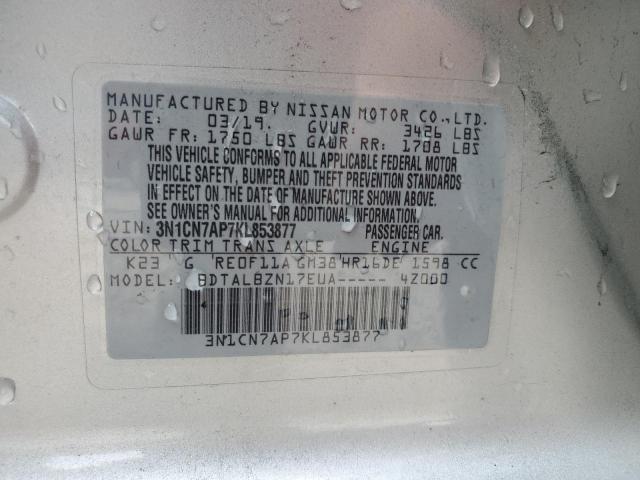 MANUFACTURED BY NISSAN MOTOR CO.,LTD.
DATE: 03/19. GVWR: 3426 LBS
GAWR FR: 1750 LBS GAWR RR: 1708 LBS
THIS VEHICLE CONFORMS TO ALL APPLICABLE FEDERAL MOTOR
VEHICLE SAFETY, BUMPER AND THEFT PREVENTION STANDARDS
IN EFFECT ON THE DATE OF MANUFACTURE SHOWN ABOVE.
SEE OWNER'S MANUAL FOR ADDITIONAL INFORMATION.
VIN: 3N1CN7AP7KL853877 PASSENGER CAR.
COLOR TRIM TRANS AXLE ENGINE
K23 G RE0F11A GM38 HR16DE 1598 CC
MODEL BDTALBZN17EUA----- 4Z000
3N1CN7AP7KL853877